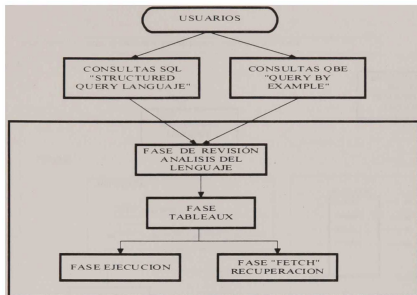 USUARIOS
CONSULTAS SQL
"STRUCTURED
QUERY LANGUAJE"
CONSULTAS QBE
"QUERY BY
EXAMPLE"
FASE DE REVISIÓN
ANALISIS DEL
LENGUAJE
FASE
TABLEAUX
FASE EJECUCION
FASE "FETCH"
RECUPERACION